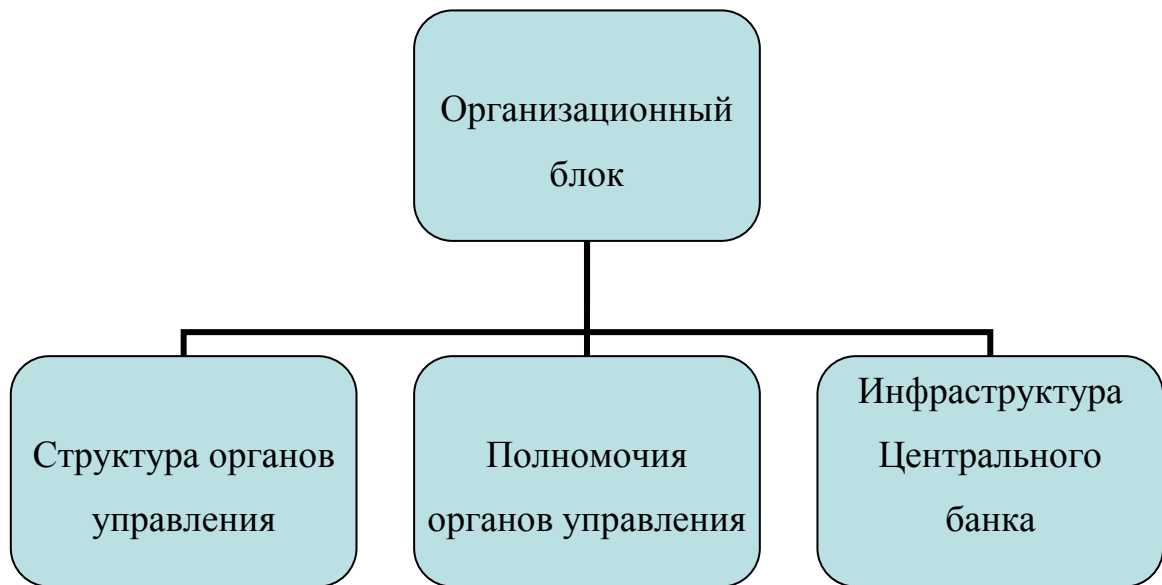 Организационный
блок
Структура органов
управления
Полномочия
органов управления
Инфраструктура
Центрального
банка